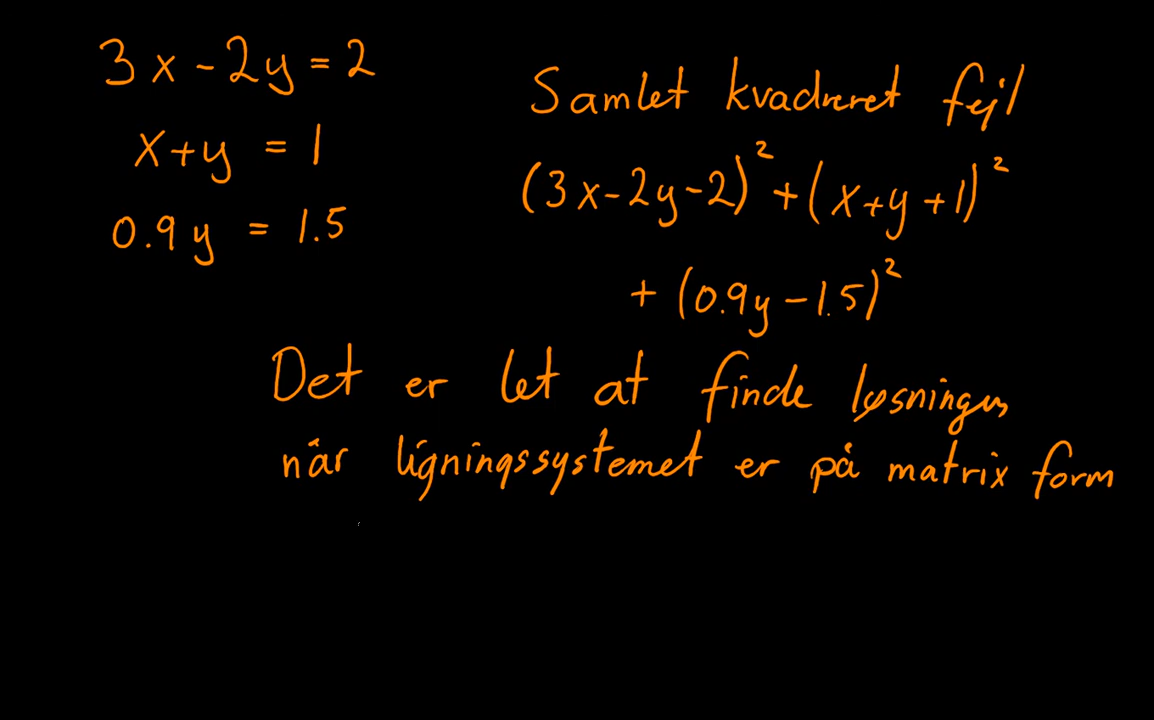 3x - 2y = 2
x + y = 1
0.9y = 1.5
Samlet kvadreret fejl
(3x - 2y - 2)² + (x + y + 1)²
+ (0.9y - 1.5)²
Det er let at finde løsningen
når ligningssystemet er på matrix form